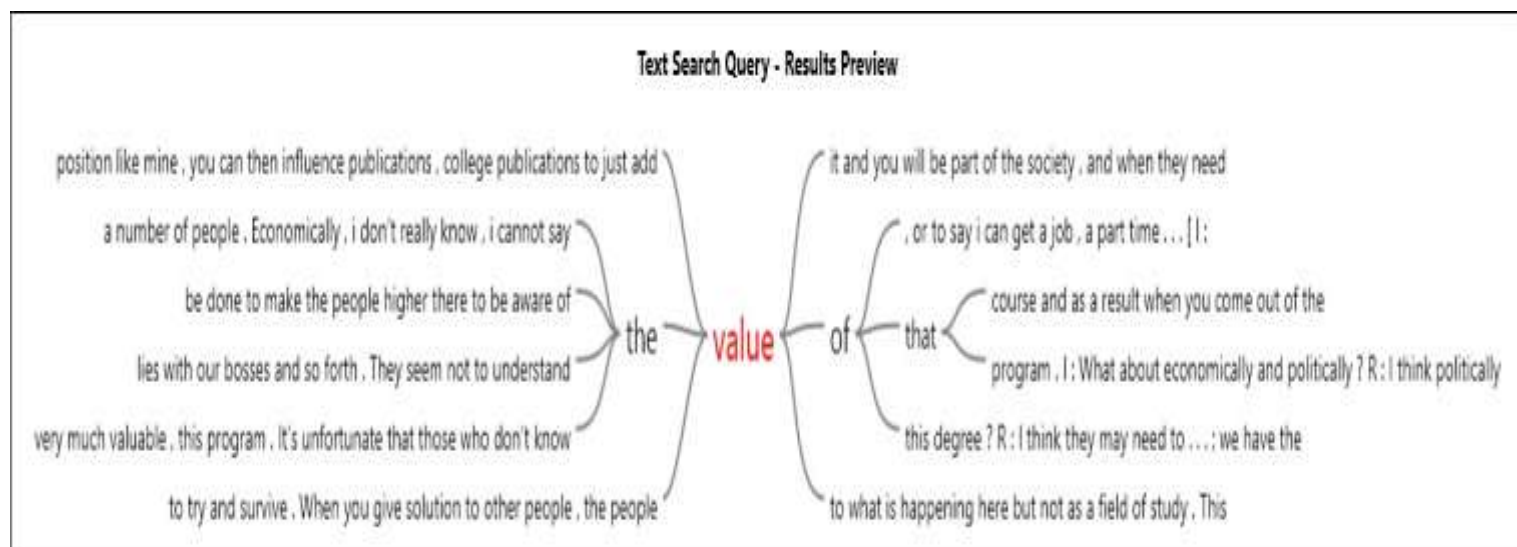 Text Search Query - Results Preview
position like mine , you can then influence publications , college publications to just add
it and you will be part of the society , and when they need
a number of people . Economically , i don't really know , i cannot say
, or to say i can get a job , a part time . . . [ I :
be done to make the people higher there to be aware of
course and as a result when you come out of the
the value of that
lies with our bosses and so forth . They seem not to understand
program . I : What about economically and politically ? R : I think politically
very much valuable , this program . It's unfortunate that those who don't know
this degree ? R : I think they may need to . . . ; we have the
to try and survive . When you give solution to other people , the people
to what is happening here but not as a field of study . This